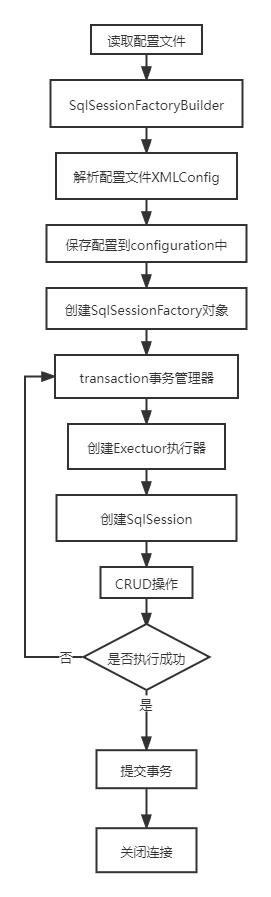 读取配置文件
SqlSessionFactoryBuilder
解析配置文件XMLConfig
保存配置到configuration中
创建SqlSessionFactory对象
transaction事务管理器
创建Exectuor执行器
创建SqlSession
CRUD操作
是否执行成功
否
是
提交事务
关闭连接